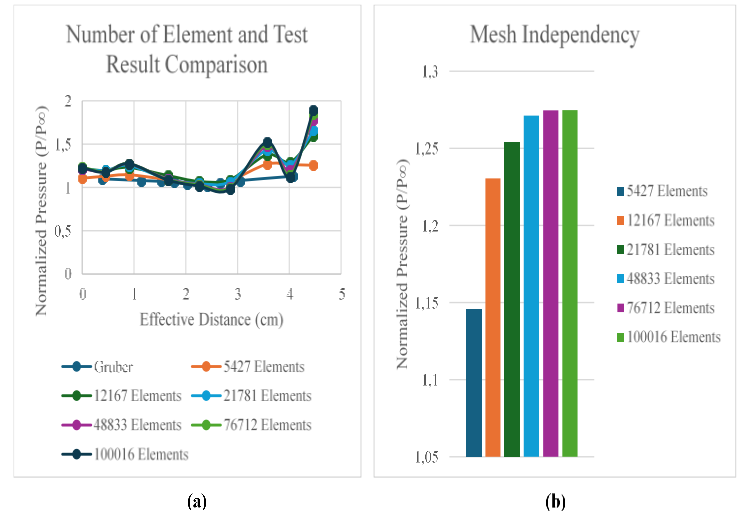 Number of Element and Test
Result Comparison
Normalized Pressure (P/P∞)
2
1,5
1
0,5
0
0
1
2
3
4
5
Effective Distance (cm)
Gruber
5427 Elements
12167 Elements
21781 Elements
48833 Elements
76712 Elements
100016 Elements
(a)
Mesh Independency
Normalized Pressure (P/P∞)
1,3
1,25
1,2
1,15
1,1
1,05
5427 Elements
12167 Elements
21781 Elements
48833 Elements
76712 Elements
100016 Elements
(b)